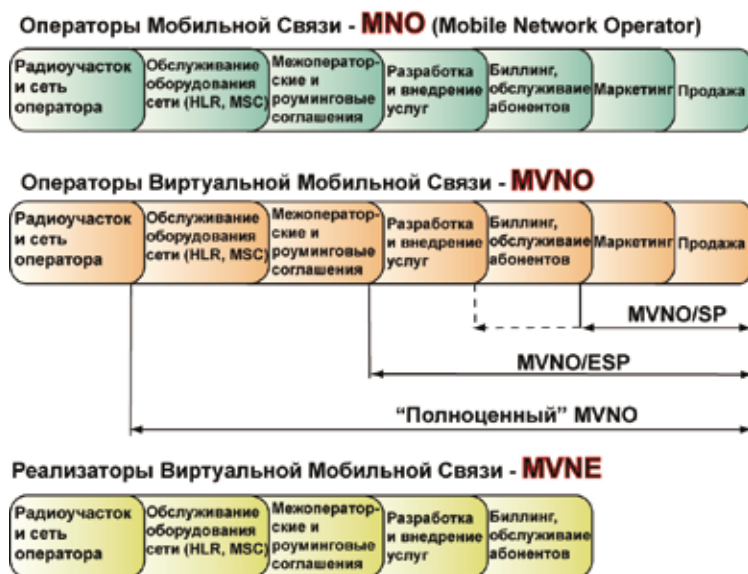 Операторы Мобильной Связи - MNO (Mobile Network Operator)
Радиоучасток
и сеть
оператора
Обслуживание
оборудования
сети (HLR, MSC)
Межоператор-
ские и
роуминговые
соглашения
Разработка
и внедрение
услуг
Биллинг,
обслуживаие
абонентов
Маркетинг
Продажа
Операторы Виртуальной Мобильной Связи - MVNO
Радиоучасток
и сеть
оператора
Обслуживание
оборудования
сети (HLR, MSC)
Межоператор-
ские и
роуминговые
соглашения
Разработка
и внедрение
услуг
Биллинг,
обслуживаие
абонентов
Маркетинг
Продажа
MVNO/SP
MVNO/ESP
“Полноценный” MVNO
Реализаторы Виртуальной Мобильной Связи - MVNE
Радиоучасток
и сеть
оператора
Обслуживание
оборудования
сети (HLR, MSC)
Межоператор-
ские и
роуминговые
соглашения
Разработка
и внедрение
услуг
Биллинг,
обслуживаие
абонентов